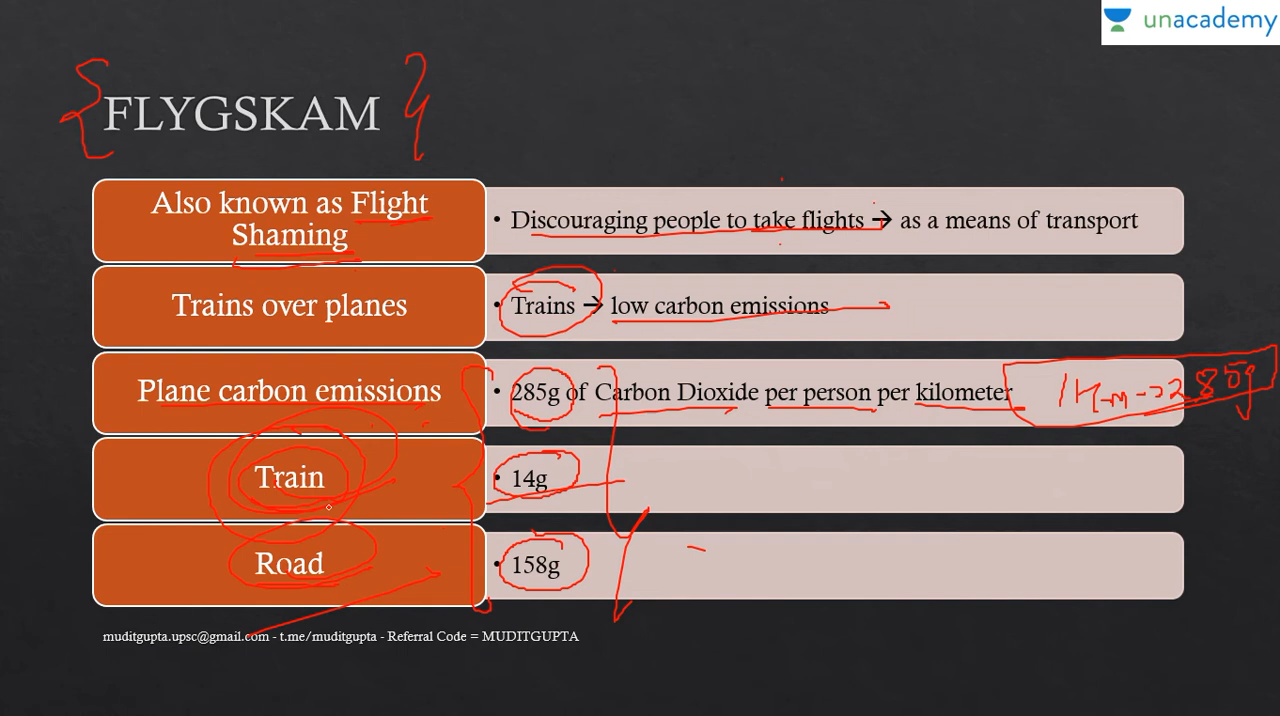 unacademy
FLYGSKAM
Also known as Flight
Shaming
• Discouraging people to take flights → as a means of transport
Trains over planes
• Trains → low carbon emissions
Plane carbon emissions
• 285g of Carbon Dioxide per person per kilometer
1Km → 285g
Train
• 14g
Road
• 158g
muditgupta.upsc@gmail.com - t.me/muditgupta - Referral Code = MUDITGUPTA